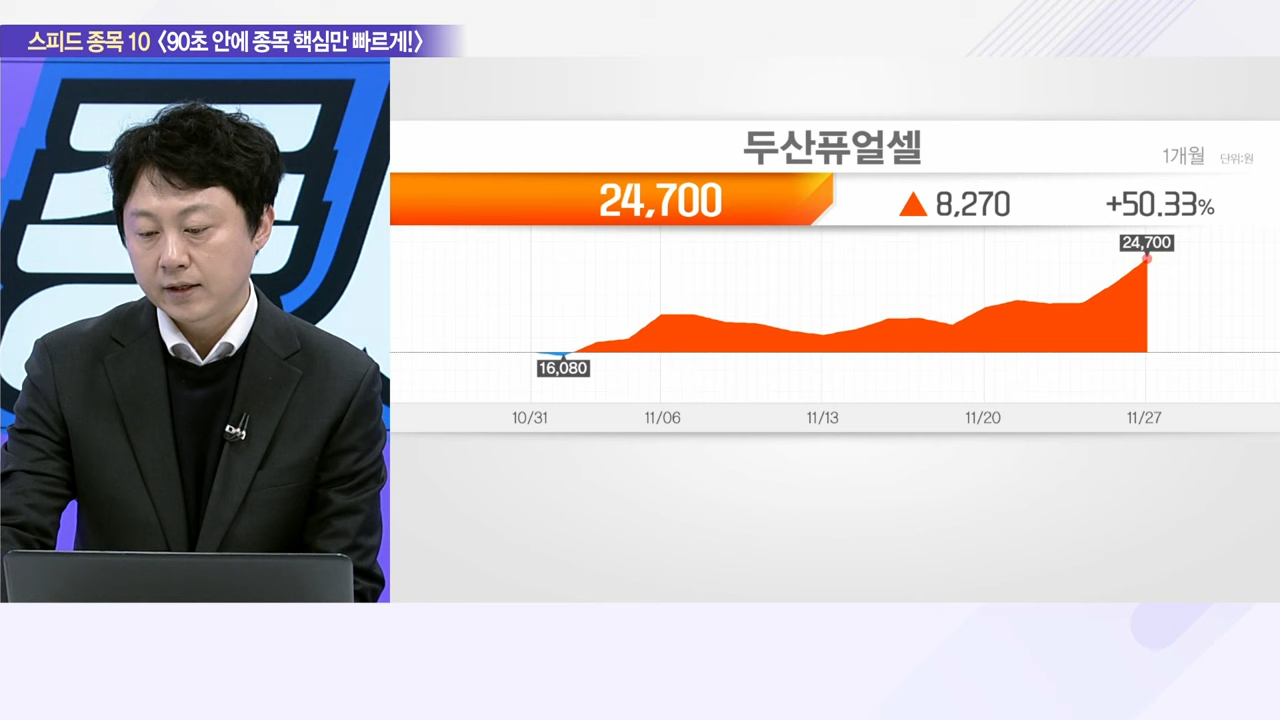 스피드 종목 10 〈90초 안에 종목 핵심만 빠르게!〉
두산퓨얼셀
1개월 단위:원
24,700 ▲ 8,270 +50.33%
24,700
16,080
10/31 11/06 11/13 11/20 11/27